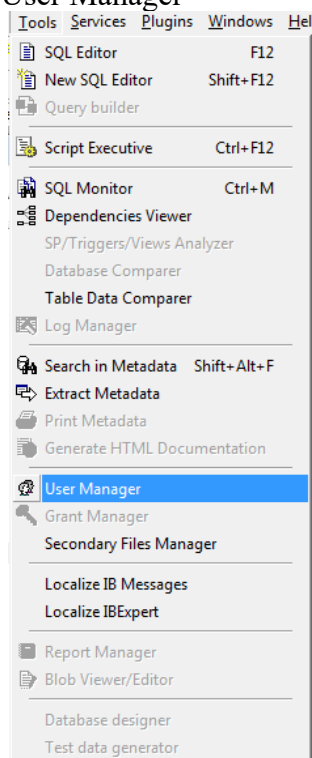 User Manager
Tools Services Plugins Windows Hel
SQL Editor F12
New SQL Editor Shift+F12
Query builder
Script Executive Ctrl+F12
SQL Monitor Ctrl+M
Dependencies Viewer
SP/Triggers/Views Analyzer
Database Comparer
Table Data Comparer
Log Manager
Search in Metadata Shift+Alt+F
Extract Metadata
Print Metadata
Generate HTML Documentation
User Manager
Grant Manager
Secondary Files Manager
Localize IB Messages
Localize IBExpert
Report Manager
Blob Viewer/Editor
Database designer
Test data generator